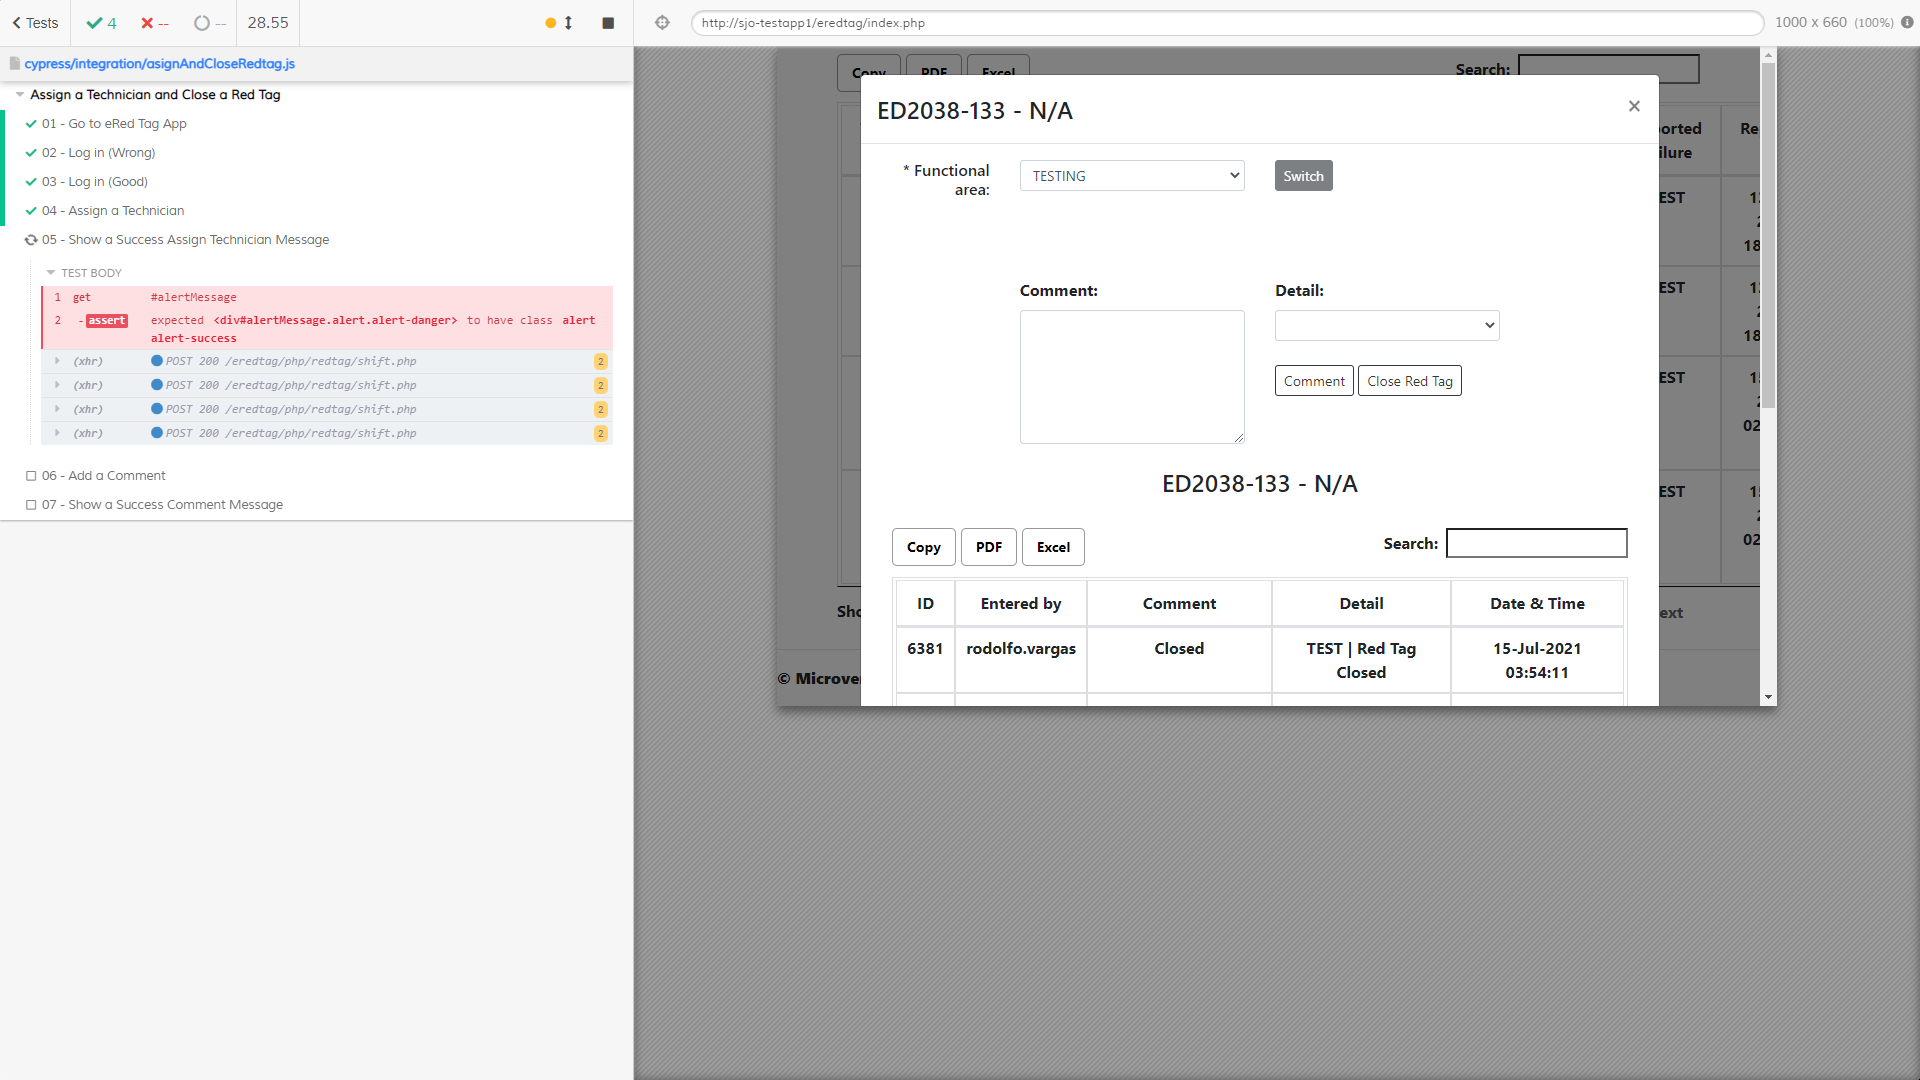 Tests
4
--
--
28.55
http://sjo-testapp1/eredtag/index.php
1000 x 660 (100%)
cypress/integration/asignAndCloseRedtag.js
Assign a Technician and Close a Red Tag
01 - Go to eRed Tag App
02 - Log in (Wrong)
03 - Log in (Good)
04 - Assign a Technician
05 - Show a Success Assign Technician Message
TEST BODY
1 get #alertMessage
2 -assert expected <div#alertMessage.alert.alert-danger> to have class alert
alert-success
(xhr) POST 200 /eredtag/php/redtag/shift.php 2
(xhr) POST 200 /eredtag/php/redtag/shift.php 2
(xhr) POST 200 /eredtag/php/redtag/shift.php 2
(xhr) POST 200 /eredtag/php/redtag/shift.php 2
06 - Add a Comment
07 - Show a Success Comment Message
Copy PDF Excel
Search:
ED2038-133 - N/A
×
* Functional
area:
TESTING
Switch
Comment:
Detail:
Comment
Close Red Tag
ED2038-133 - N/A
Copy PDF Excel
Search:
ID Entered by Comment Detail Date & Time
6381 rodolfo.vargas Closed TEST | Red Tag 15-Jul-2021
Closed 03:54:11
orted Re
ilure
EST
18
EST
18
EST
02
EST
02
Sho
ext
© Microve